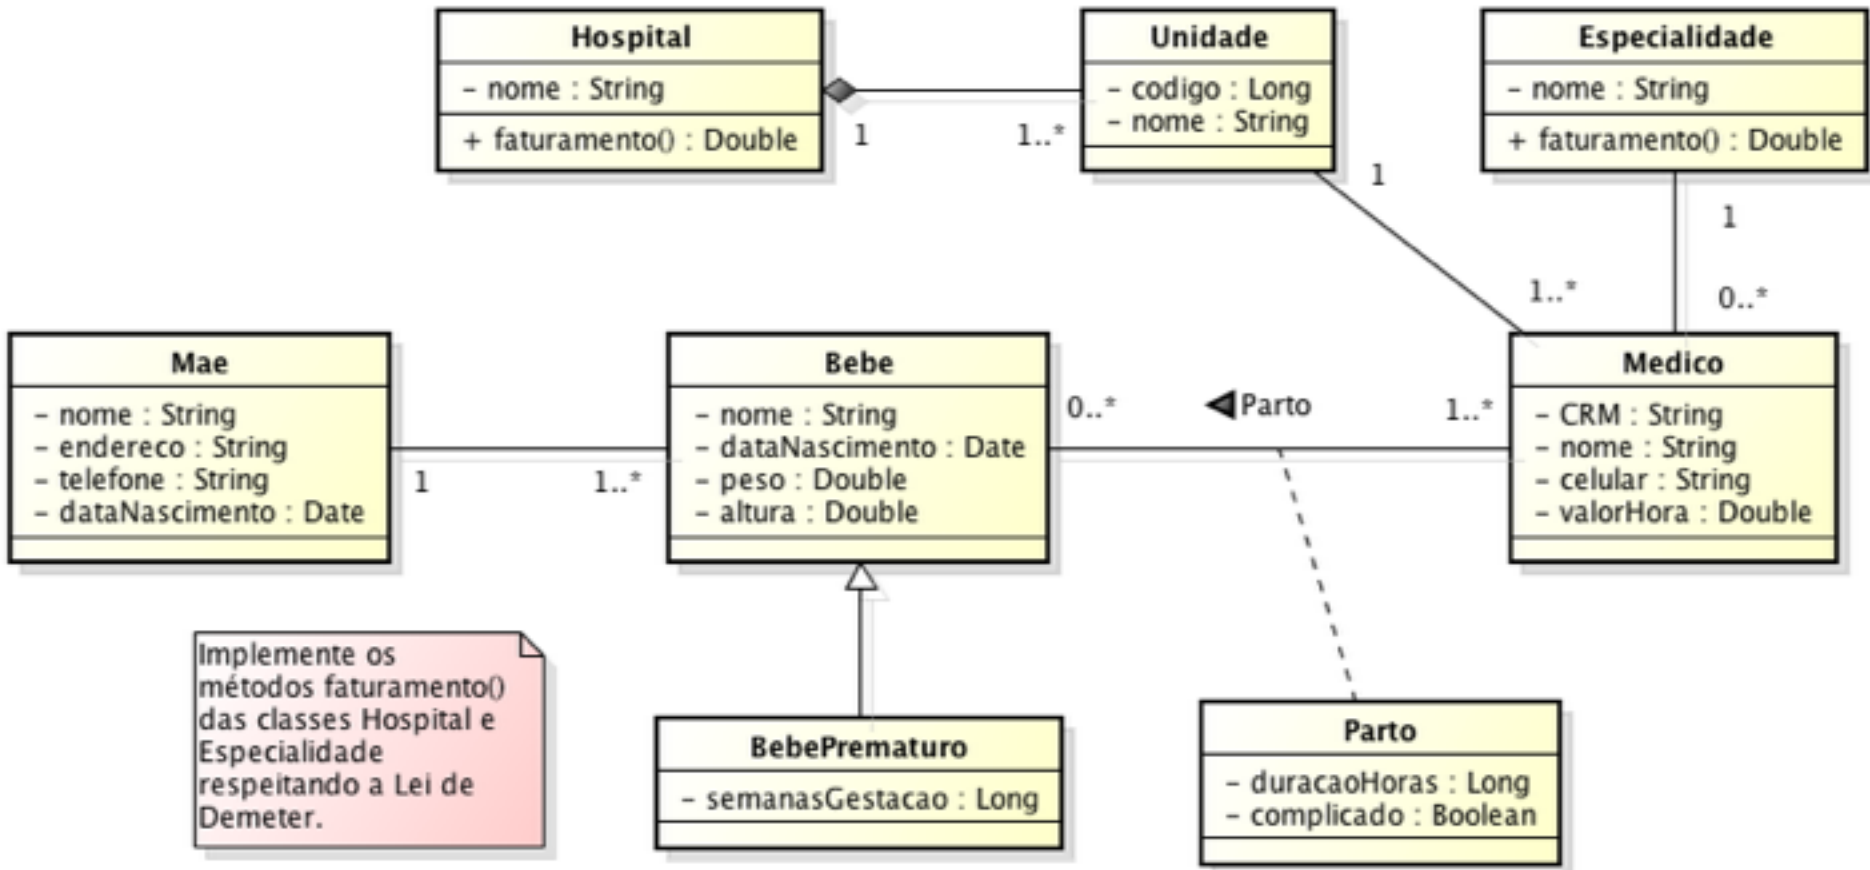 Hospital
- nome : String
+ faturamento() : Double
1
1..*
Unidade
- codigo : Long
- nome : String
Especialidade
- nome : String
+ faturamento() : Double
1
1..*
1
0..*
Mae
- nome : String
- endereco : String
- telefone : String
- dataNascimento : Date
1
1..*
Bebe
- nome : String
- dataNascimento : Date
- peso : Double
- altura : Double
0..*
Parto
1..*
Medico
- CRM : String
- nome : String
- celular : String
- valorHora : Double
Implemente os
métodos faturamento()
das classes Hospital e
Especialidade
respeitando a Lei de
Demeter.
BebePrematuro
- semanasGestacao : Long
Parto
- duracaoHoras : Long
- complicado : Boolean